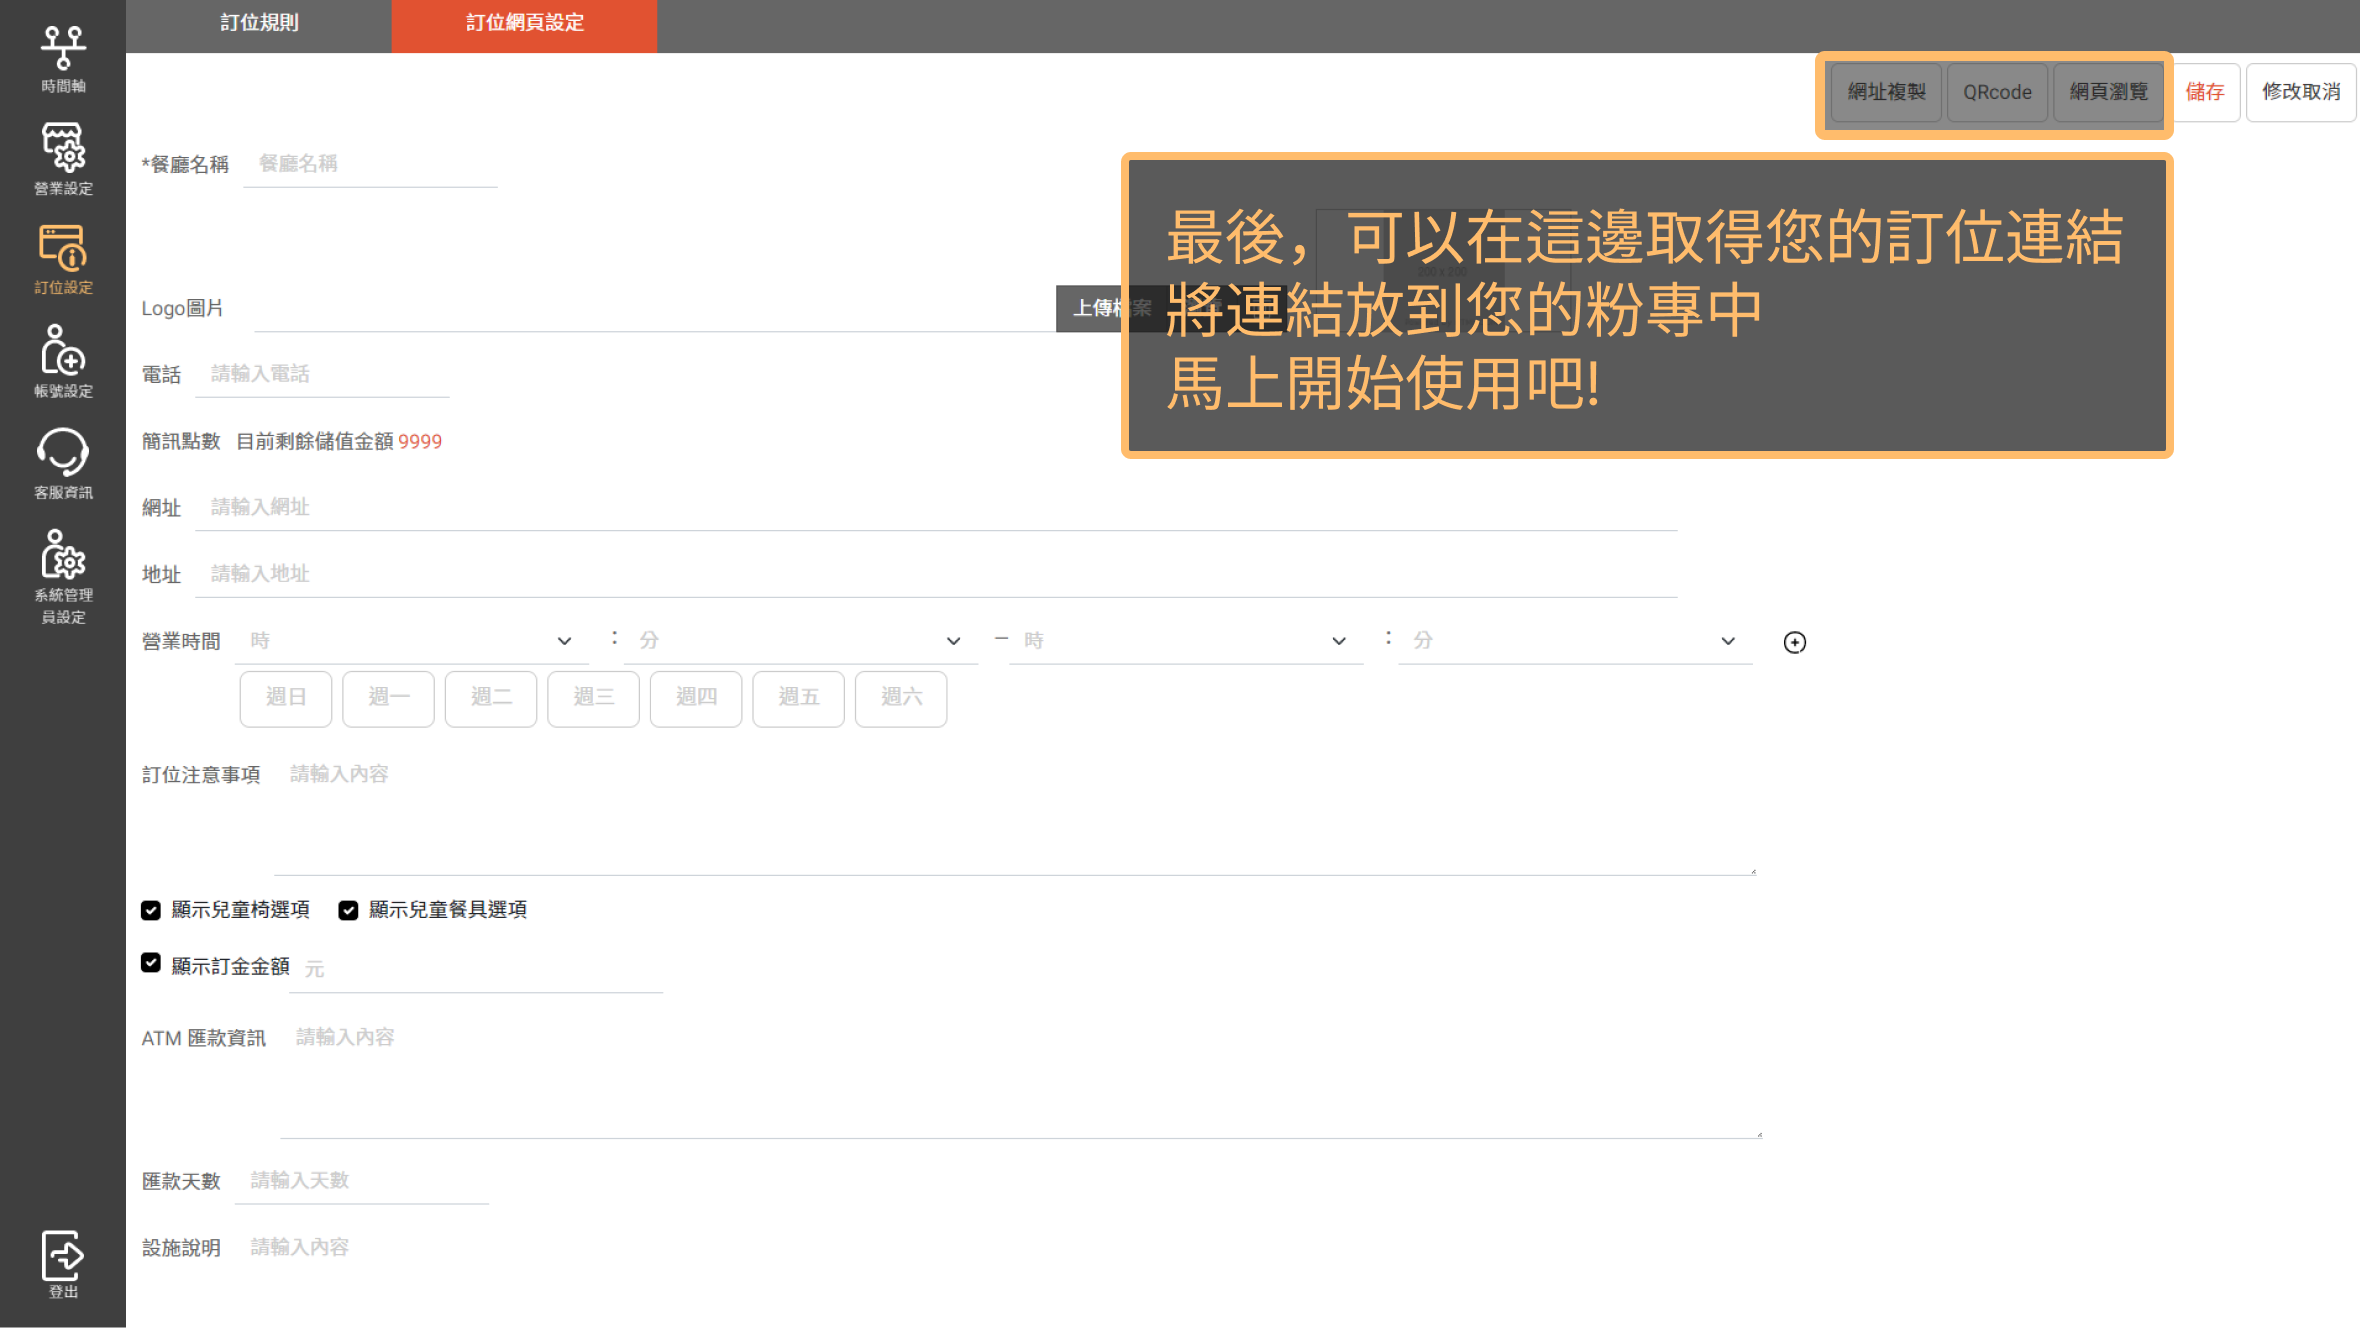 訂位規則
訂位網頁設定
時間軸
營業設定
訂位設定
帳號設定
客服資訊
系統管理
員設定
登出
網址複製
QRcode
網頁瀏覽
儲存
修改取消
*餐廳名稱
餐廳名稱
最後，可以在這邊取得您的訂位連結
將連結放到您的粉專中
馬上開始使用吧!
200 x 200
Logo圖片
上傳檔案
電話
請輸入電話
簡訊點數 目前剩餘儲值金額 9999
網址
請輸入網址
地址
請輸入地址
營業時間
時 : 分 – 時 : 分
週日 週一 週二 週三 週四 週五 週六
訂位注意事項
請輸入內容
顯示兒童椅選項 顯示兒童餐具選項
顯示訂金金額 元
ATM 匯款資訊
請輸入內容
匯款天數
請輸入天數
設施說明
請輸入內容